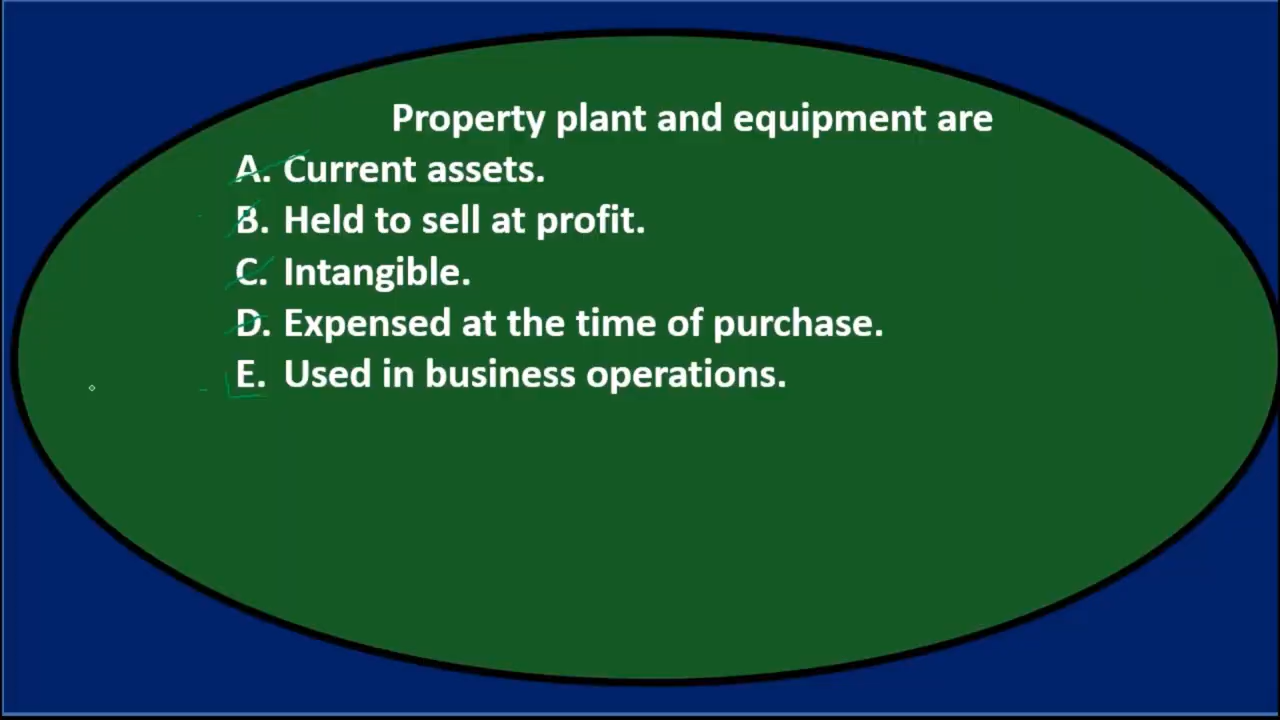 Property plant and equipment are
A. Current assets.
B. Held to sell at profit.
C. Intangible.
D. Expensed at the time of purchase.
E. Used in business operations.